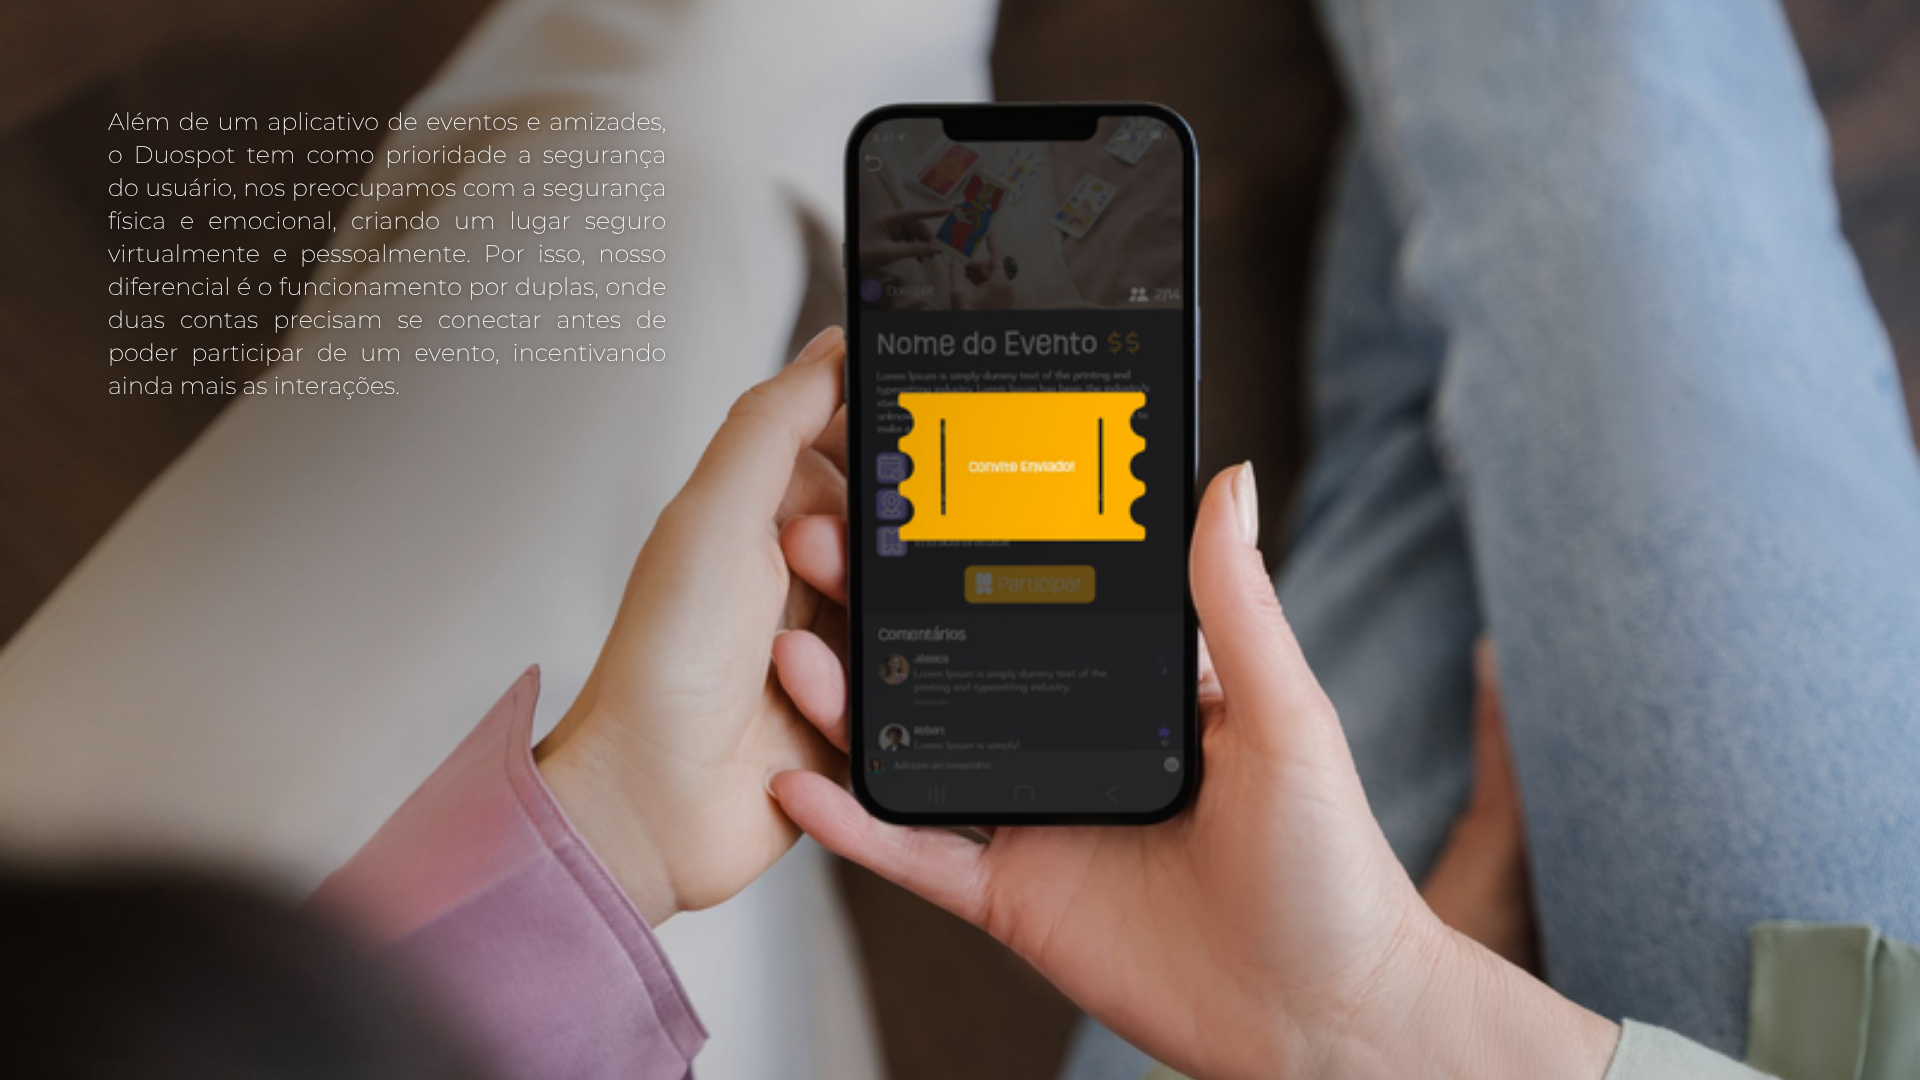 Além de um aplicativo de eventos e amizades,
o Duospot tem como prioridade a segurança
do usuário, nos preocupamos com a segurança
física e emocional, criando um lugar seguro
virtualmente e pessoalmente. Por isso, nosso
diferencial é o funcionamento por duplas, onde
duas contas precisam se conectar antes de
poder participar de um evento, incentivando
ainda mais as interações.
2/14
Nome do Evento $$
Lorem Ipsum is simply dummy text of the printing and
typesetting industry. Lorem Ipsum has been the industry's
Convite Enviado!
Participar
Comentários
Jéssica
Lorem Ipsum is simply dummy text of the
printing and typesetting industry.
Robert
Lorem Ipsum is simply!
Adicione um comentário